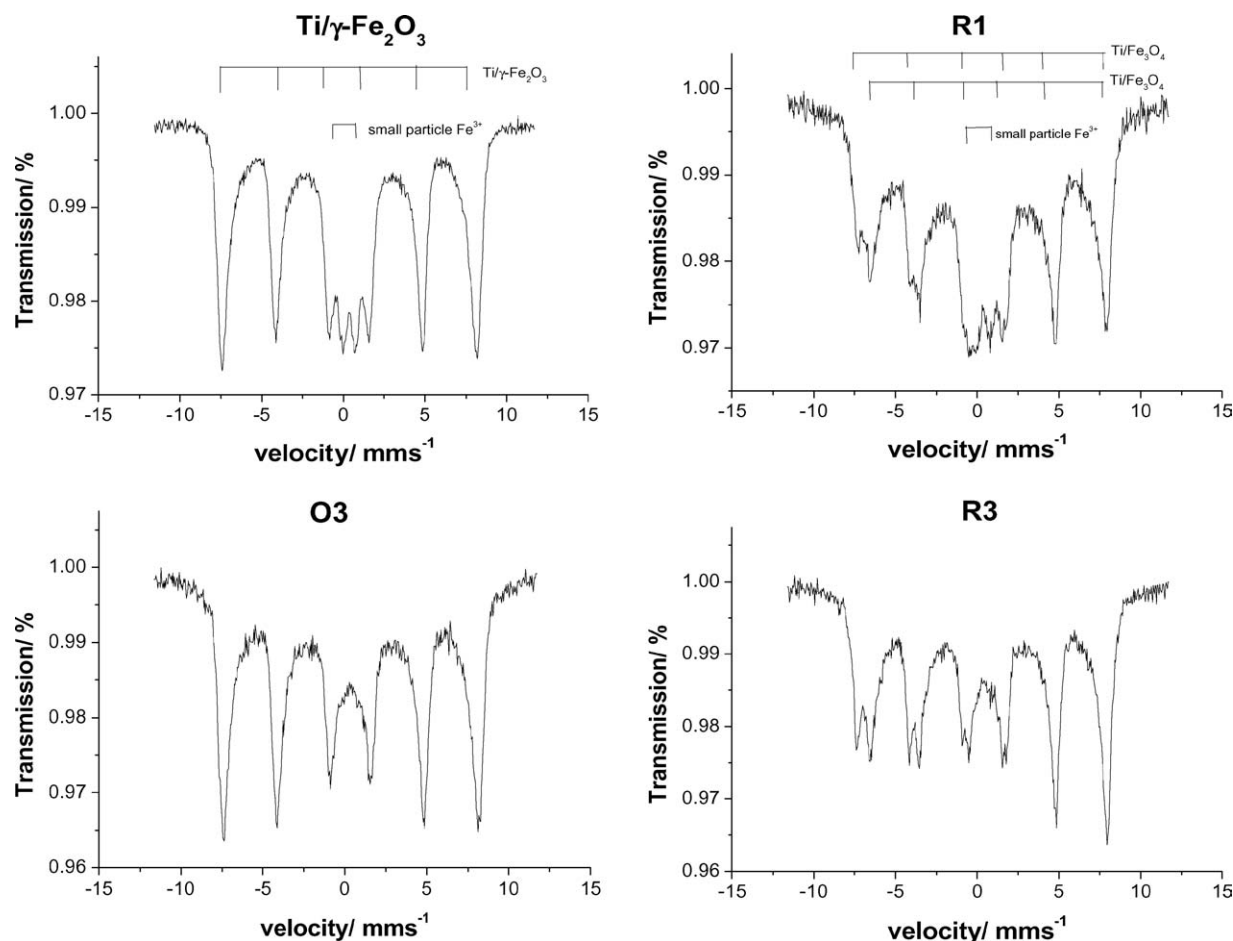 Ti/γ-Fe₂O₃
Ti/γ-Fe₂O₃
small particle Fe³⁺
1.00
0.99
0.98
0.97
Transmission/ %
-15 -10 -5 0 5 10 15
velocity/ mms⁻¹
R1
Ti/Fe₃O₄
Ti/Fe₃O₄
small particle Fe³⁺
1.00
0.99
0.98
0.97
Transmission/ %
-15 -10 -5 0 5 10 15
velocity/ mms⁻¹
O3
1.00
0.99
0.98
0.97
0.96
Transmission/ %
-15 -10 -5 0 5 10 15
velocity/ mms⁻¹
R3
1.00
0.99
0.98
0.97
0.96
Transmission/ %
-15 -10 -5 0 5 10 15
velocity/ mms⁻¹